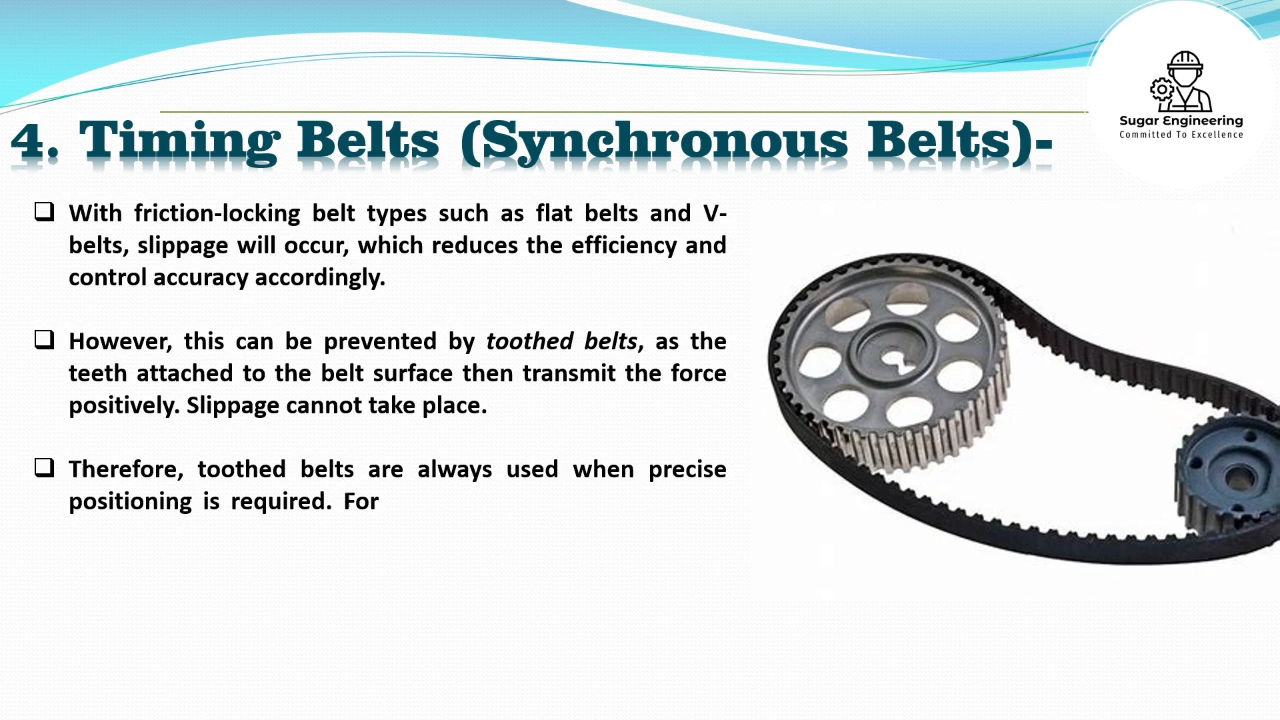 Sugar Engineering
Committed To Excellence
4. Timing Belts (Synchronous Belts)-
With friction-locking belt types such as flat belts and V-
belts, slippage will occur, which reduces the efficiency and
control accuracy accordingly.
However, this can be prevented by toothed belts, as the
teeth attached to the belt surface then transmit the force
positively. Slippage cannot take place.
Therefore, toothed belts are always used when precise
positioning is required. For